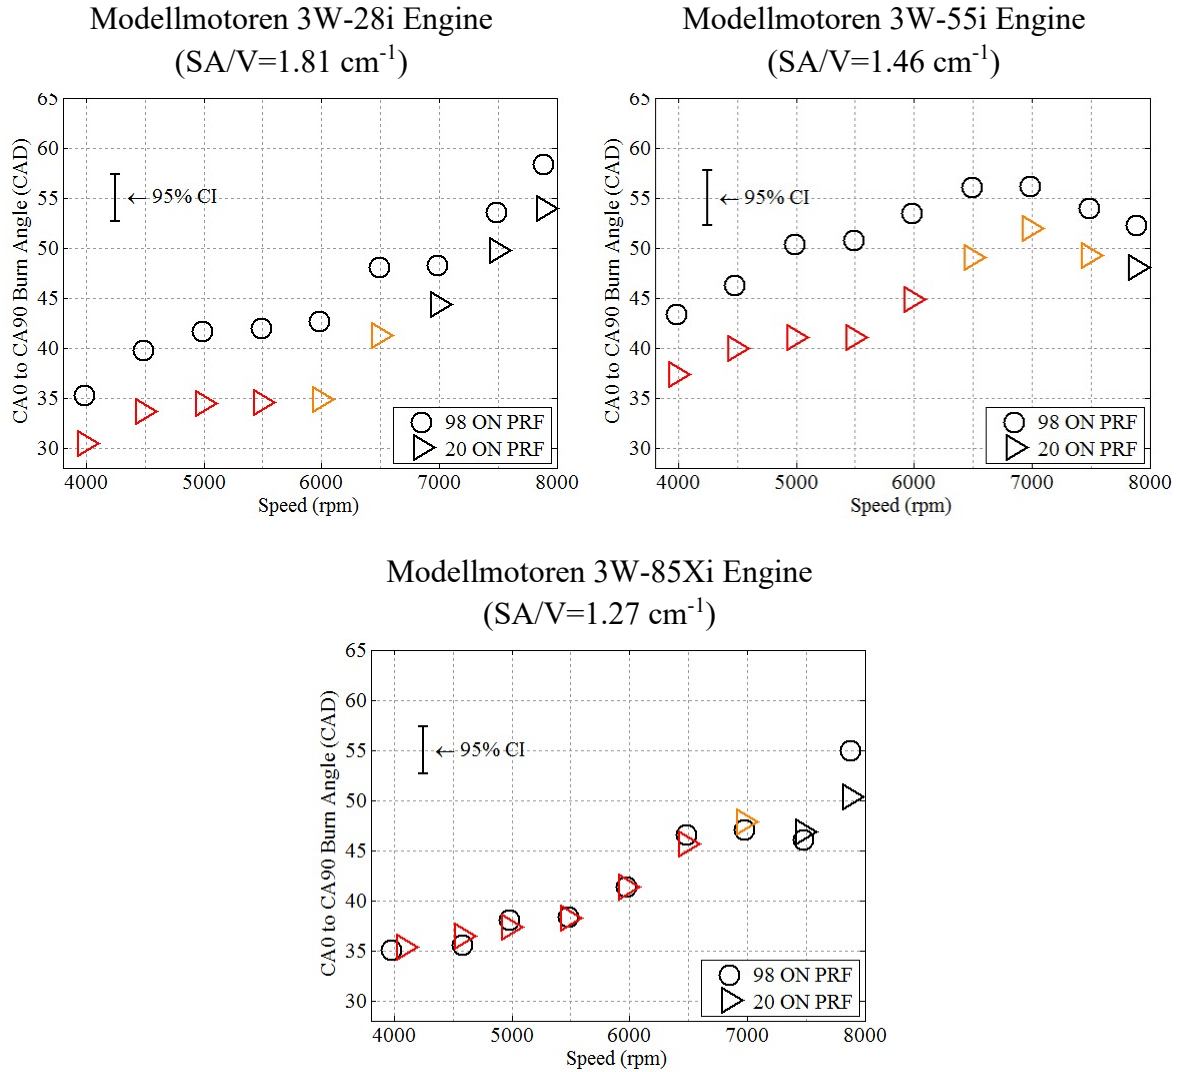 Modellmotoren 3W-28i Engine
(SA/V=1.81 cm⁻¹)
65
60
55
50
45
40
35
30
CA0 to CA90 Burn Angle (CAD)
← 95% CI
98 ON PRF
20 ON PRF
4000 5000 6000 7000 8000
Speed (rpm)
Modellmotoren 3W-55i Engine
(SA/V=1.46 cm⁻¹)
65
60
55
50
45
40
35
30
CA0 to CA90 Burn Angle (CAD)
← 95% CI
98 ON PRF
20 ON PRF
4000 5000 6000 7000 8000
Speed (rpm)
Modellmotoren 3W-85Xi Engine
(SA/V=1.27 cm⁻¹)
65
60
55
50
45
40
35
30
CA0 to CA90 Burn Angle (CAD)
← 95% CI
98 ON PRF
20 ON PRF
4000 5000 6000 7000 8000
Speed (rpm)